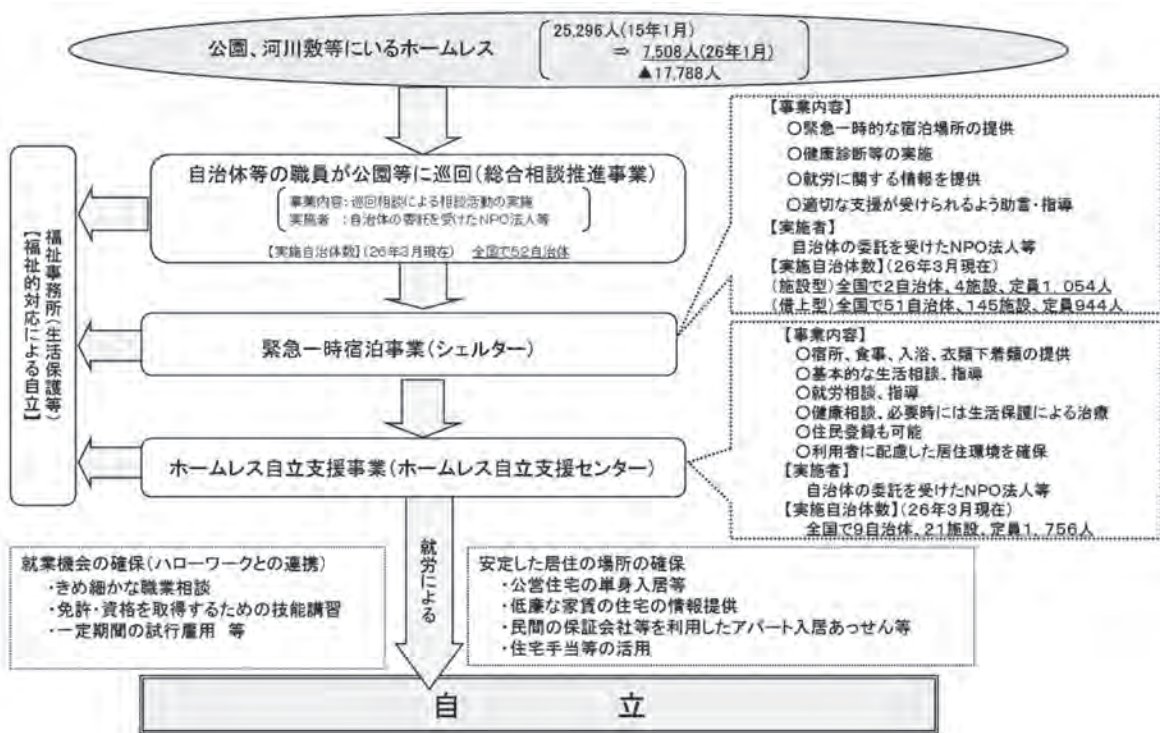 公園、河川敷等にいるホームレス
25,296人(15年1月)
⇒ 7,508人(26年1月)
▲17,788人
自治体等の職員が公園等に巡回(総合相談推進事業)
事業内容:巡回相談による相談活動の実施
実施者 :自治体の委託を受けたNPO法人等
【実施自治体数】(26年3月現在) 全国で52自治体
福祉事務所(生活保護等)
【福祉的対応による自立】
緊急一時宿泊事業(シェルター)
【事業内容】
○緊急一時的な宿泊場所の提供
○健康診断等の実施
○就労に関する情報を提供
○適切な支援が受けられるよう助言・指導
【実施者】
自治体の委託を受けたNPO法人等
【実施自治体数】(26年3月現在)
(施設型)全国で2自治体、4施設、定員1,054人
(借上型)全国で51自治体、145施設、定員944人
ホームレス自立支援事業(ホームレス自立支援センター)
【事業内容】
○宿所、食事、入浴、衣類下着類の提供
○基本的な生活相談、指導
○就労相談、指導
○健康相談、必要時には生活保護による治療
○住民登録も可能
○利用者に配慮した居住環境を確保
【実施者】
自治体の委託を受けたNPO法人等
【実施自治体数】(26年3月現在)
全国で9自治体、21施設、定員1,756人
就業機会の確保(ハローワークとの連携)
・きめ細かな職業相談
・免許・資格を取得するための技能講習
・一定期間の試行雇用 等
就労による
安定した居住の場所の確保
・公営住宅の単身入居等
・低廉な家賃の住宅の情報提供
・民間の保証会社等を利用したアパート入居あっせん等
・住宅手当等の活用
自 立